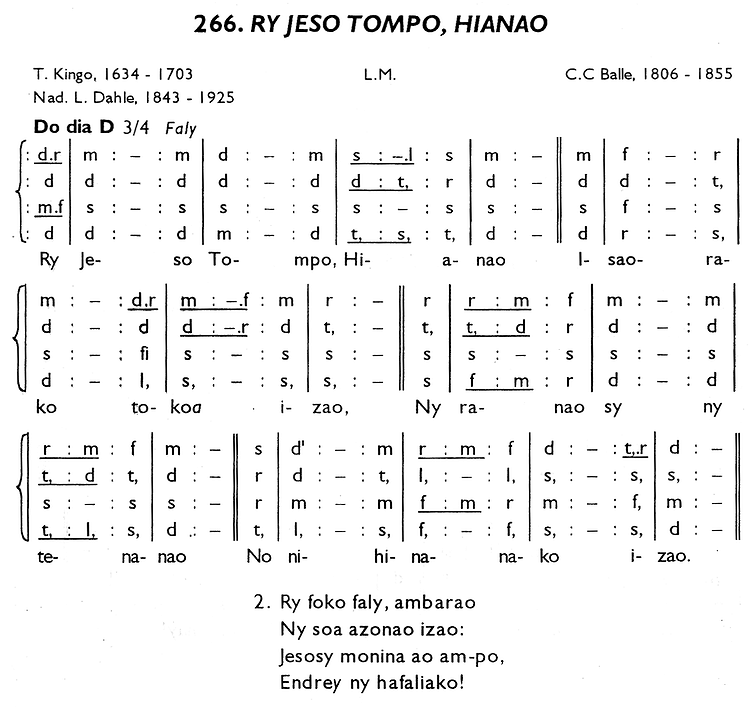 266. RY JESO TOMPO, HIANAO
T. Kingo, 1634 - 1703 L.M. C.C Balle, 1806 - 1855
Nad. L. Dahle, 1843 - 1925
Do dia D 3/4 Faly
: d.r | m : – : m | d : – : m | s : –.l : s | m : – || m | f : – : r
: d | d : – : d | d : – : d | d : t, : r | d : – || d | d : – : t,
: m.f | s : – : s | s : – : s | s : – : s | s : – || s | f : – : s
: d | d : – : d | m : – : d | t, : s, : t, | d : – || d | r : – : s,
Ry Je- so To- mpo, Hi- a- nao I- sao- ra-
m : – : d.r | m : –.f : m | r : – || r | r : m : f | m : – : m
d : – : d | d : –.r : d | t, : – || t, | t, : d : r | d : – : d
s : – : fi | s : – : s | s : – || s | s : – : s | s : – : s
d : – : l, | s, : – : s, | s, : – || s | f : m : r | d : – : d
ko to- koa i- zao, Ny ra- nao sy ny
r : m : f | m : – || s | d' : – : m | r : m : f | d : – : t,.r | d : – ||
t, : d : t, | d : – || r | d : – : t, | l, : – : l, | s, : – : s, | s, : – ||
s : – : s | s : – || r | m : – : m | f : m : r | m : – : f, | m : – ||
t, : l, : s, | d : – || t, | l, : – : s, | f, : – : f, | s, : – : s, | d : – ||
te- na- nao No ni- hi- na- na- ko i- zao.
2. Ry foko faly, ambarao
Ny soa azonao izao:
Jesosy monina ao am-po,
Endrey ny hafaliako!